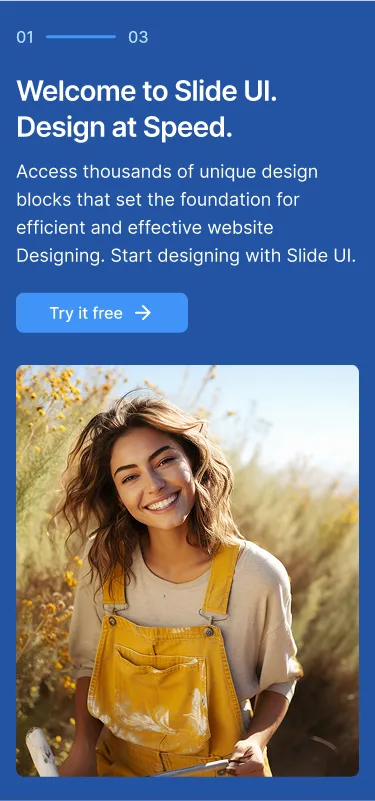 01 03
Welcome to Slide UI.
Design at Speed.
Access thousands of unique design
blocks that set the foundation for
efficient and effective website
Designing. Start designing with Slide UI.
Try it free